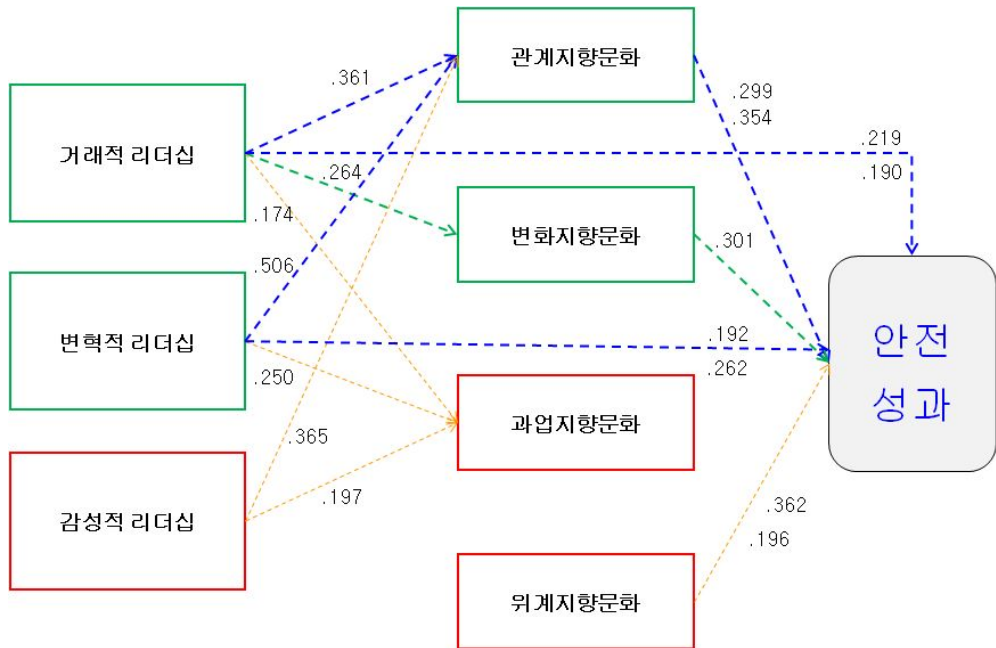 관계지향문화
.361
.299
.354
거래적 리더십
.219
.264
.190
.174
변화지향문화
.301
.506
변혁적 리더십
.192
안전
.250
.262
성과
과업지향문화
.365
.197
감성적 리더십
.362
.196
위계지향문화